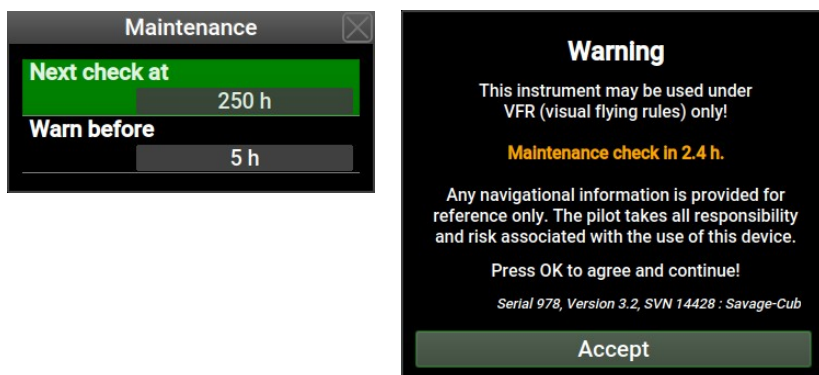 Maintenance
Next check at
250 h
Warn before
5 h
Warning
This instrument may be used under
VFR (visual flying rules) only!
Maintenance check in 2.4 h.
Any navigational information is provided for
reference only. The pilot takes all responsibility
and risk associated with the use of this device.
Press OK to agree and continue!
Serial 978, Version 3.2, SVN 14428 : Savage-Cub
Accept